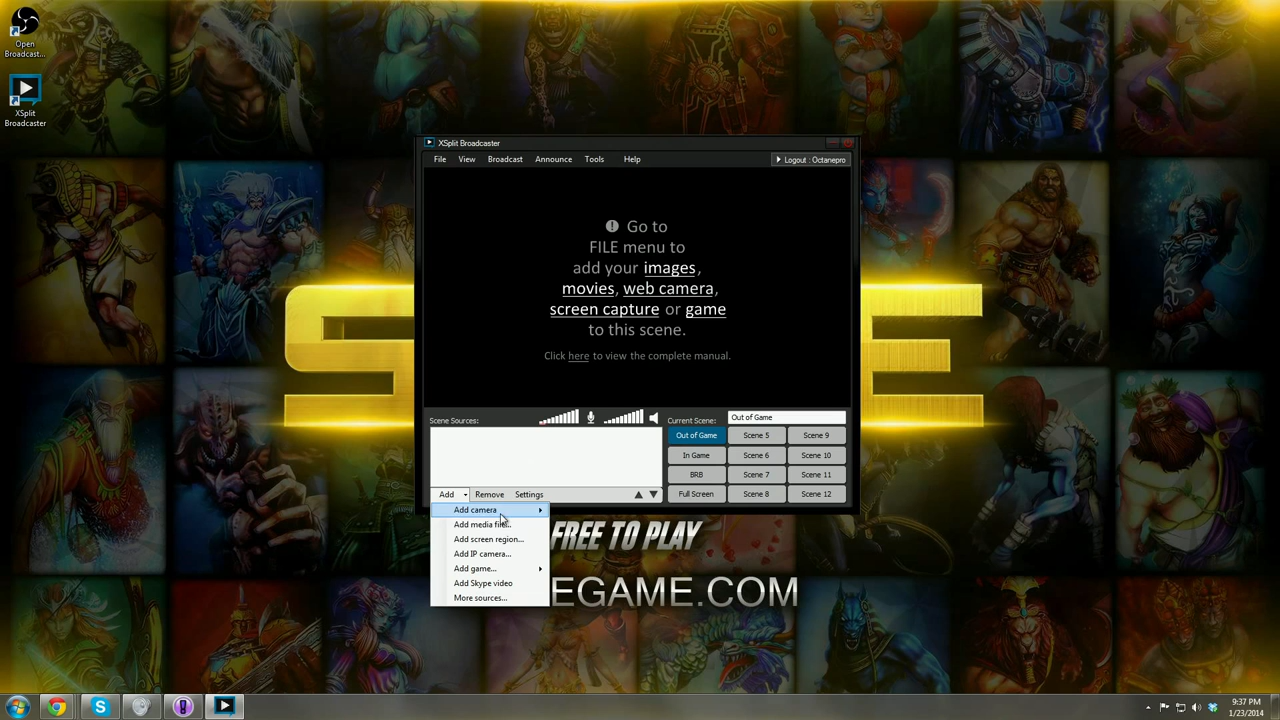 Open
Broadcast...
XSplit
Broadcaster
XSplit Broadcaster
File View Broadcast Announce Tools Help Logout : Octanepro
Go to
FILE menu to
add your images,
movies, web camera,
screen capture or game
to this scene.
Click here to view the complete manual.
Scene Sources:
Current Scene: Out of Game
Out of Game Scene 5 Scene 9
In Game Scene 6 Scene 10
BRB Scene 7 Scene 11
Full Screen Scene 8 Scene 12
Add Remove Settings
Add camera
Add media file...
Add screen region...
Add IP camera...
Add game...
Add Skype video
More sources...
FREE TO PLAY
EGAME.COM
9:37 PM
1/23/2014